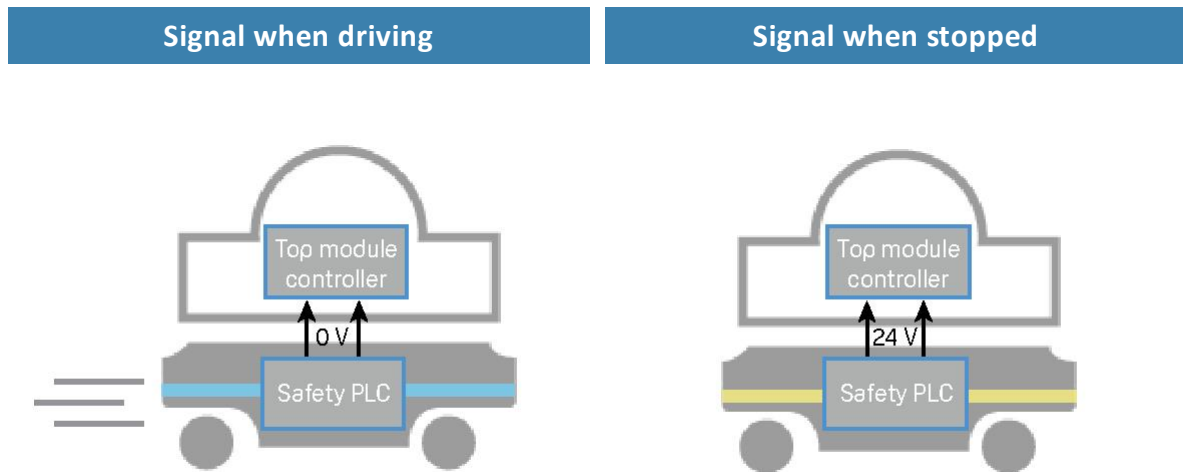 Signal when driving
Signal when stopped
Top module
controller
0 V
Safety PLC
Top module
controller
24 V
Safety PLC